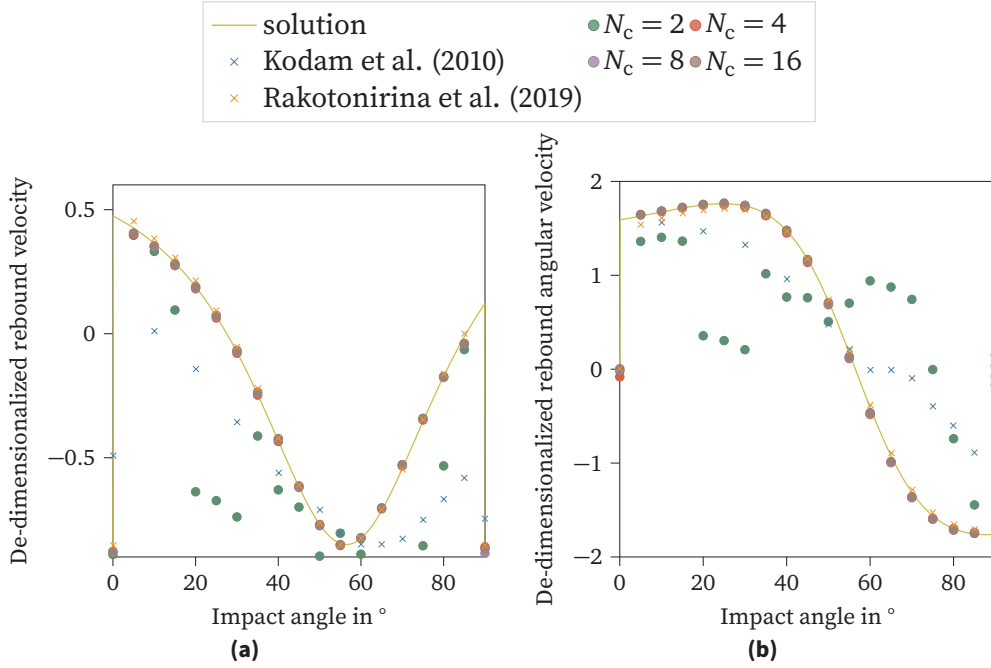 solution
Kodam et al. (2010)
Rakotonirina et al. (2019)
N_c = 2
N_c = 4
N_c = 8
N_c = 16
De-dimensionalized rebound velocity
0.5
0
−0.5
0 20 40 60 80
Impact angle in °
(a)
De-dimensionalized rebound angular velocity
2
1
0
−1
−2
0 20 40 60 80
Impact angle in °
(b)